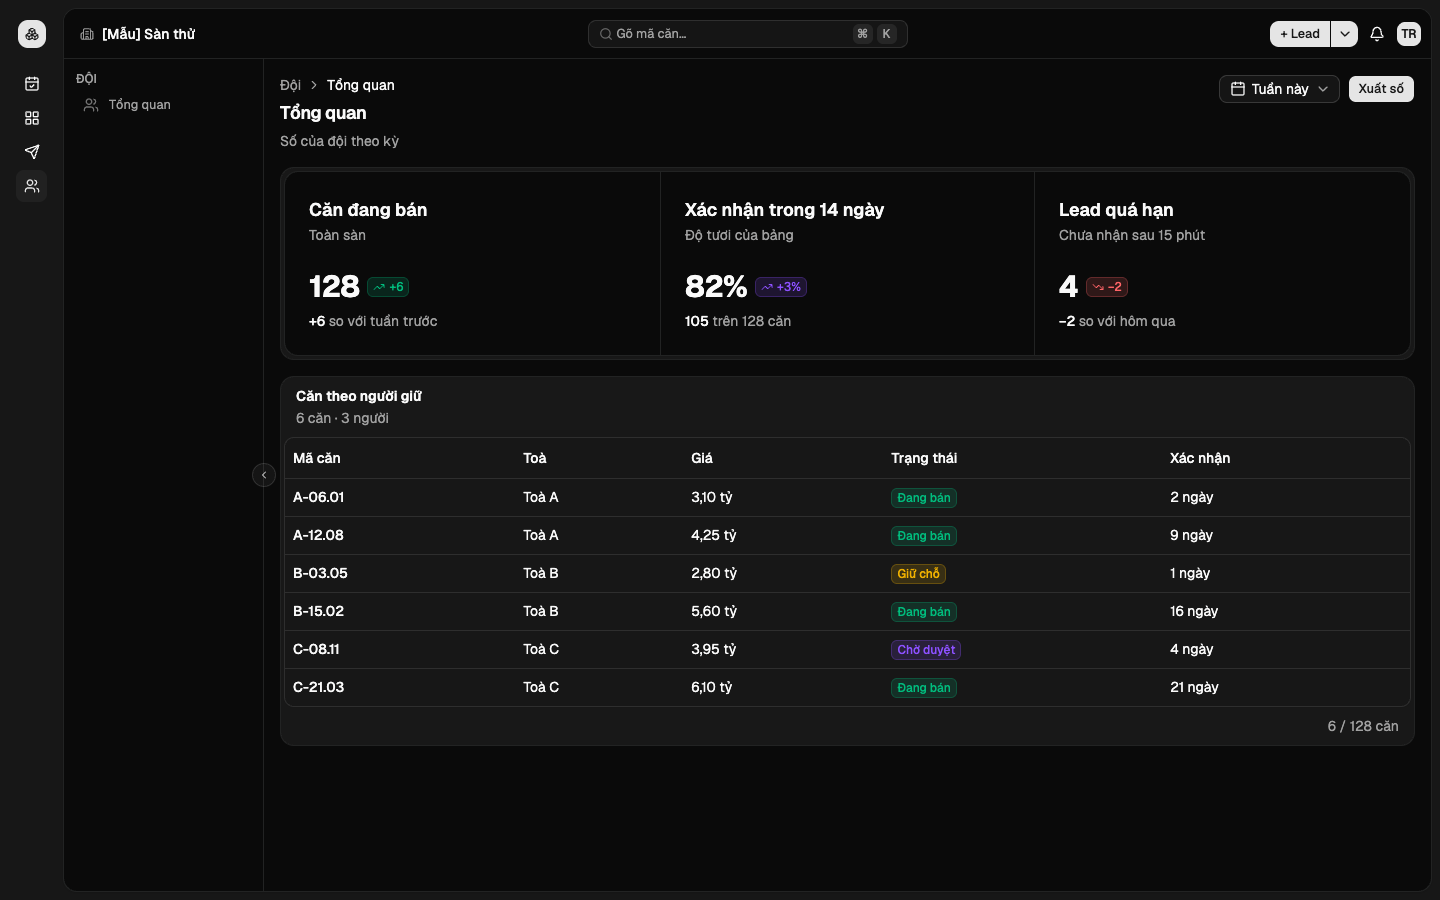 [Mẫu] Sàn thử
Gõ mã căn...
⌘ K
+ Lead
TR
ĐỘI
Tổng quan
Đội > Tổng quan
Tuần này
Xuất số
Tổng quan
Số của đội theo kỳ
Căn đang bán
Toàn sàn
128 +6
+6 so với tuần trước
Xác nhận trong 14 ngày
Độ tươi của bảng
82% +3%
105 trên 128 căn
Lead quá hạn
Chưa nhận sau 15 phút
4 −2
−2 so với hôm qua
Căn theo người giữ
6 căn · 3 người
Mã căn Toà Giá Trạng thái Xác nhận
A-06.01 Toà A 3,10 tỷ Đang bán 2 ngày
A-12.08 Toà A 4,25 tỷ Đang bán 9 ngày
B-03.05 Toà B 2,80 tỷ Giữ chỗ 1 ngày
B-15.02 Toà B 5,60 tỷ Đang bán 16 ngày
C-08.11 Toà C 3,95 tỷ Chờ duyệt 4 ngày
C-21.03 Toà C 6,10 tỷ Đang bán 21 ngày
6 / 128 căn